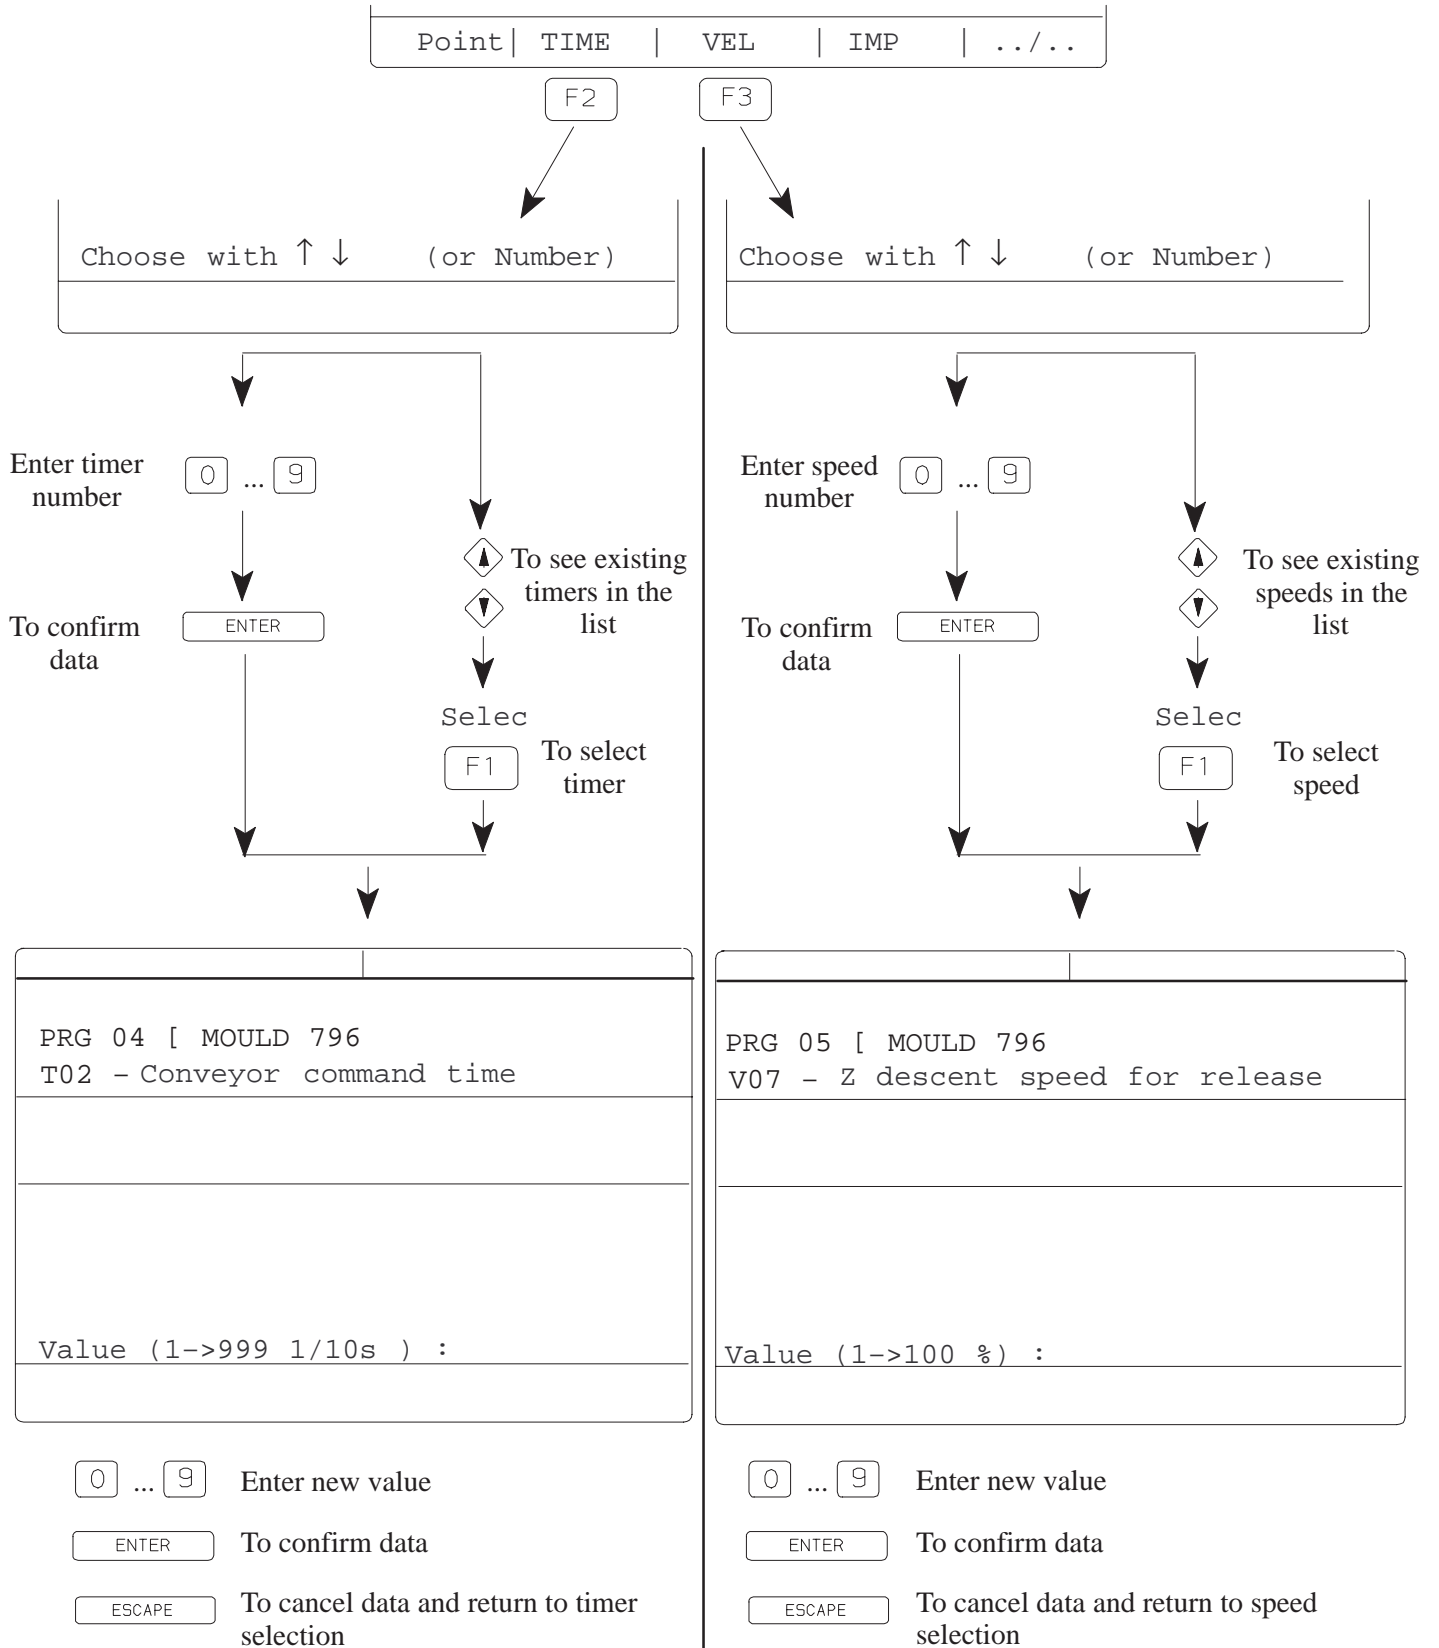 Point| TIME | VEL | IMP | ../..
F2
F3
Choose with ↑ ↓ (or Number)
Enter timer
number
0 ... 9
To see existing
timers in the
list
To confirm
data
ENTER
Selec
F1
To select
timer
PRG 04 [ MOULD 796
T02 – Conveyor command time
Value (1–>999 1/10s ) :
0 ... 9 Enter new value
ENTER To confirm data
ESCAPE To cancel data and return to timer
selection
Choose with ↑ ↓ (or Number)
Enter speed
number
0 ... 9
To see existing
speeds in the
list
To confirm
data
ENTER
Selec
F1
To select
speed
PRG 05 [ MOULD 796
V07 – Z descent speed for release
Value (1–>100 %) :
0 ... 9 Enter new value
ENTER To confirm data
ESCAPE To cancel data and return to speed
selection